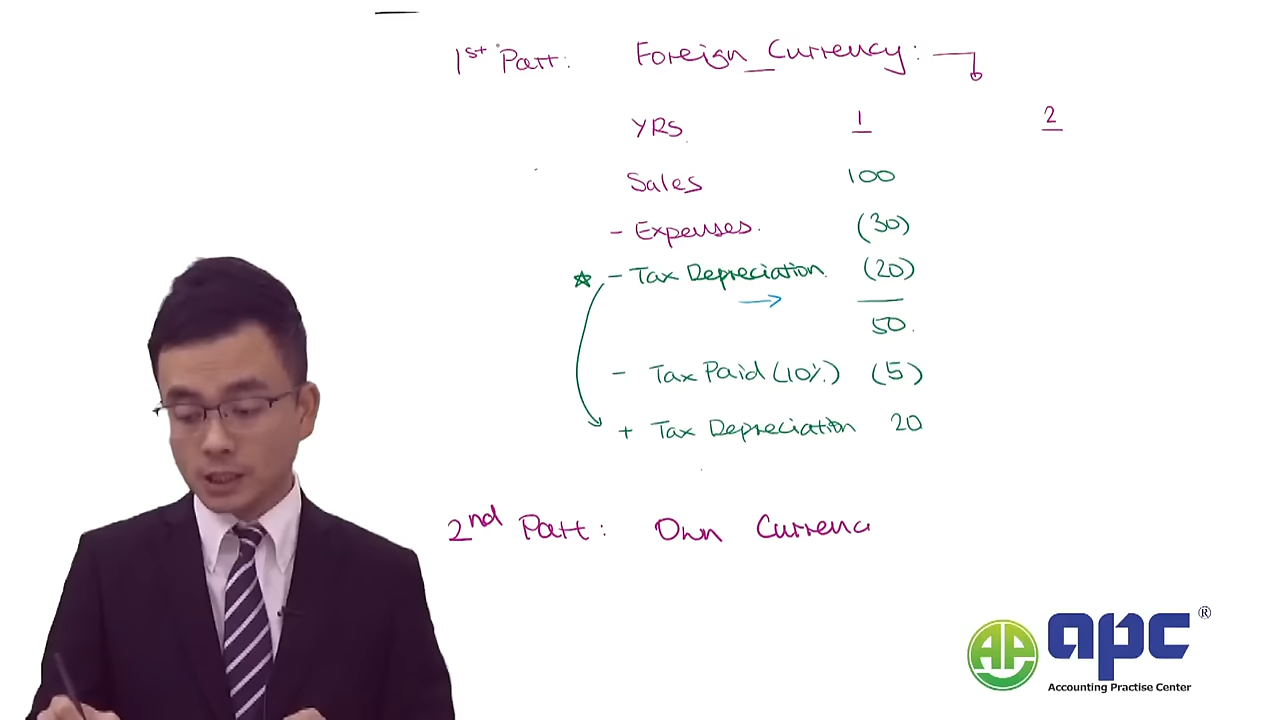 1st Part: Foreign Currency:
YRS 1 2
Sales 100
- Expenses. (30)
- Tax Depreciation. (20)
50.
- Tax Paid (10%) (5)
+ Tax Depreciation 20
2nd Part: Own Currenc
AP apc ®
Accounting Practise Center